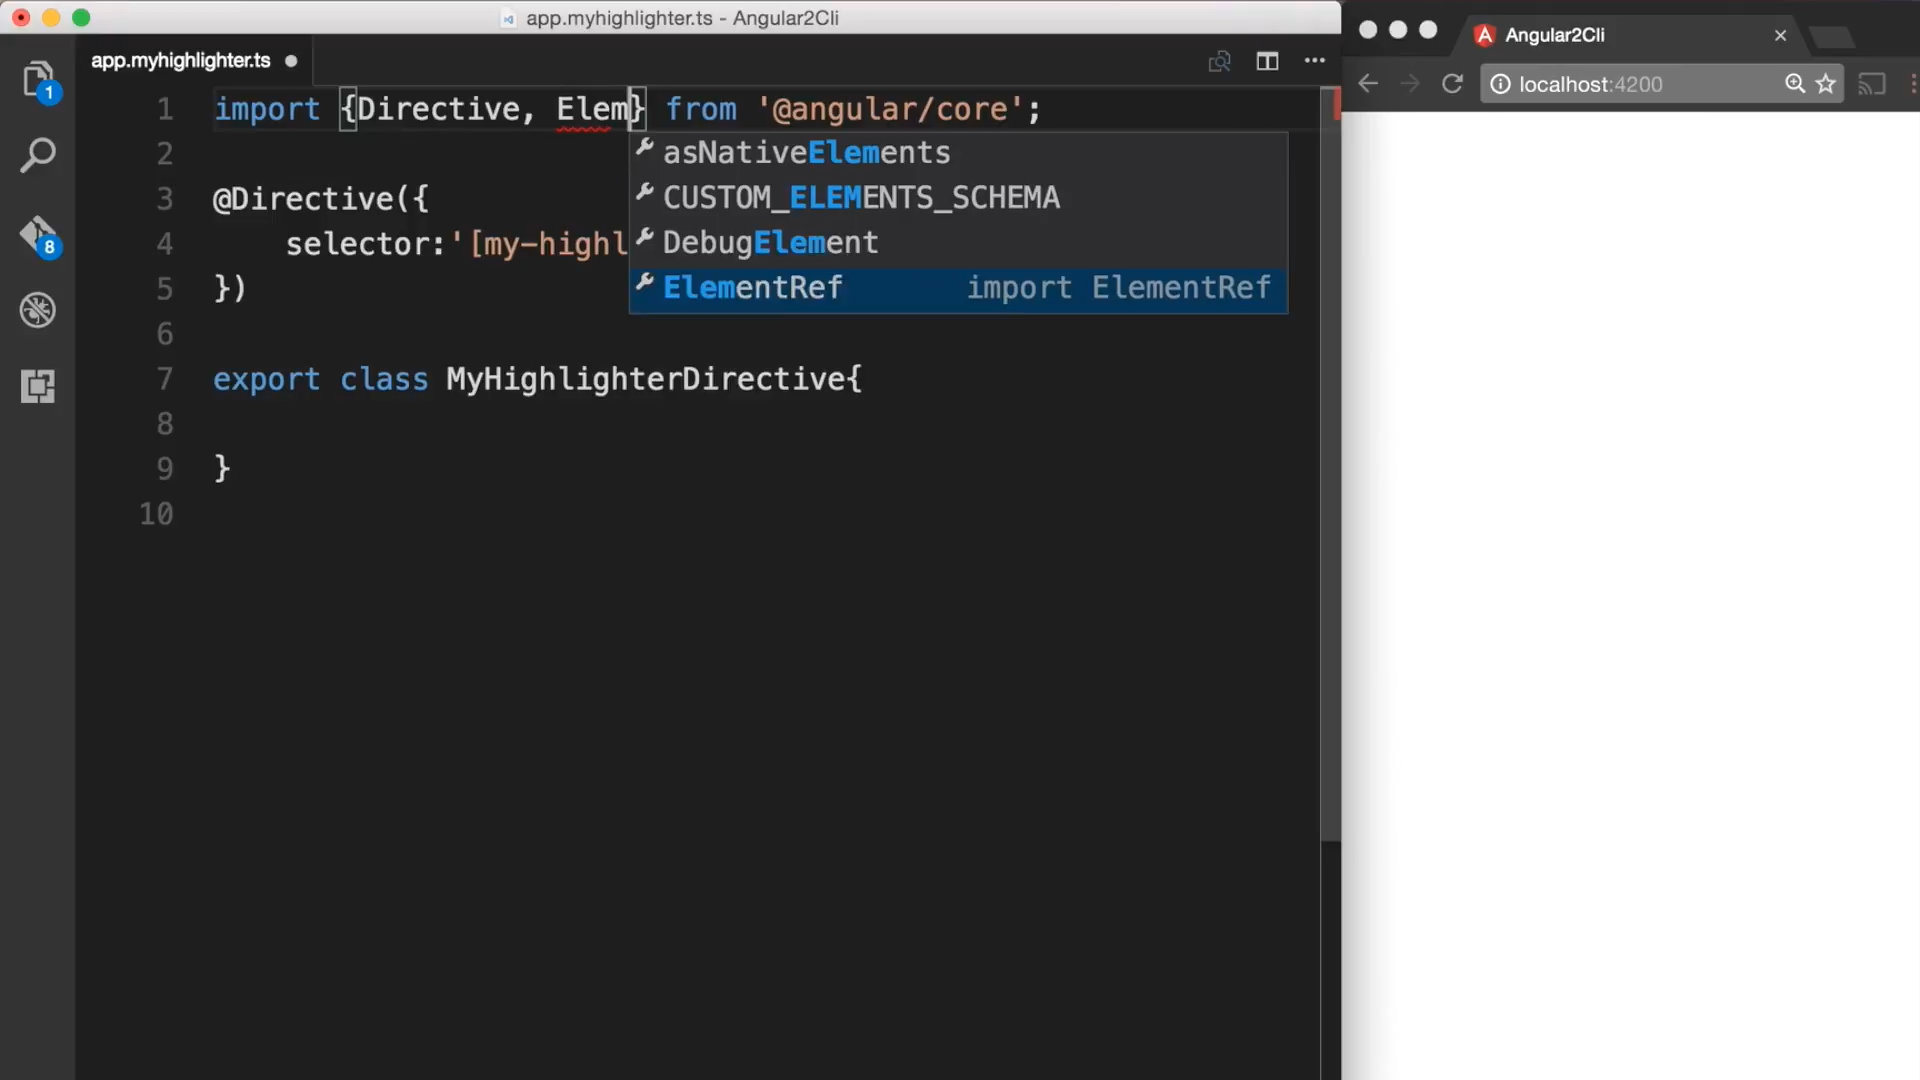 app.myhighlighter.ts - Angular2Cli
Angular2Cli
app.myhighlighter.ts
localhost:4200
1
8
1 import {Directive, Elem} from '@angular/core';
2
3 @Directive({
4 selector:'[my-highl
5 })
6
7 export class MyHighlighterDirective{
8
9 }
10
asNativeElements
CUSTOM_ELEMENTS_SCHEMA
DebugElement
ElementRef import ElementRef